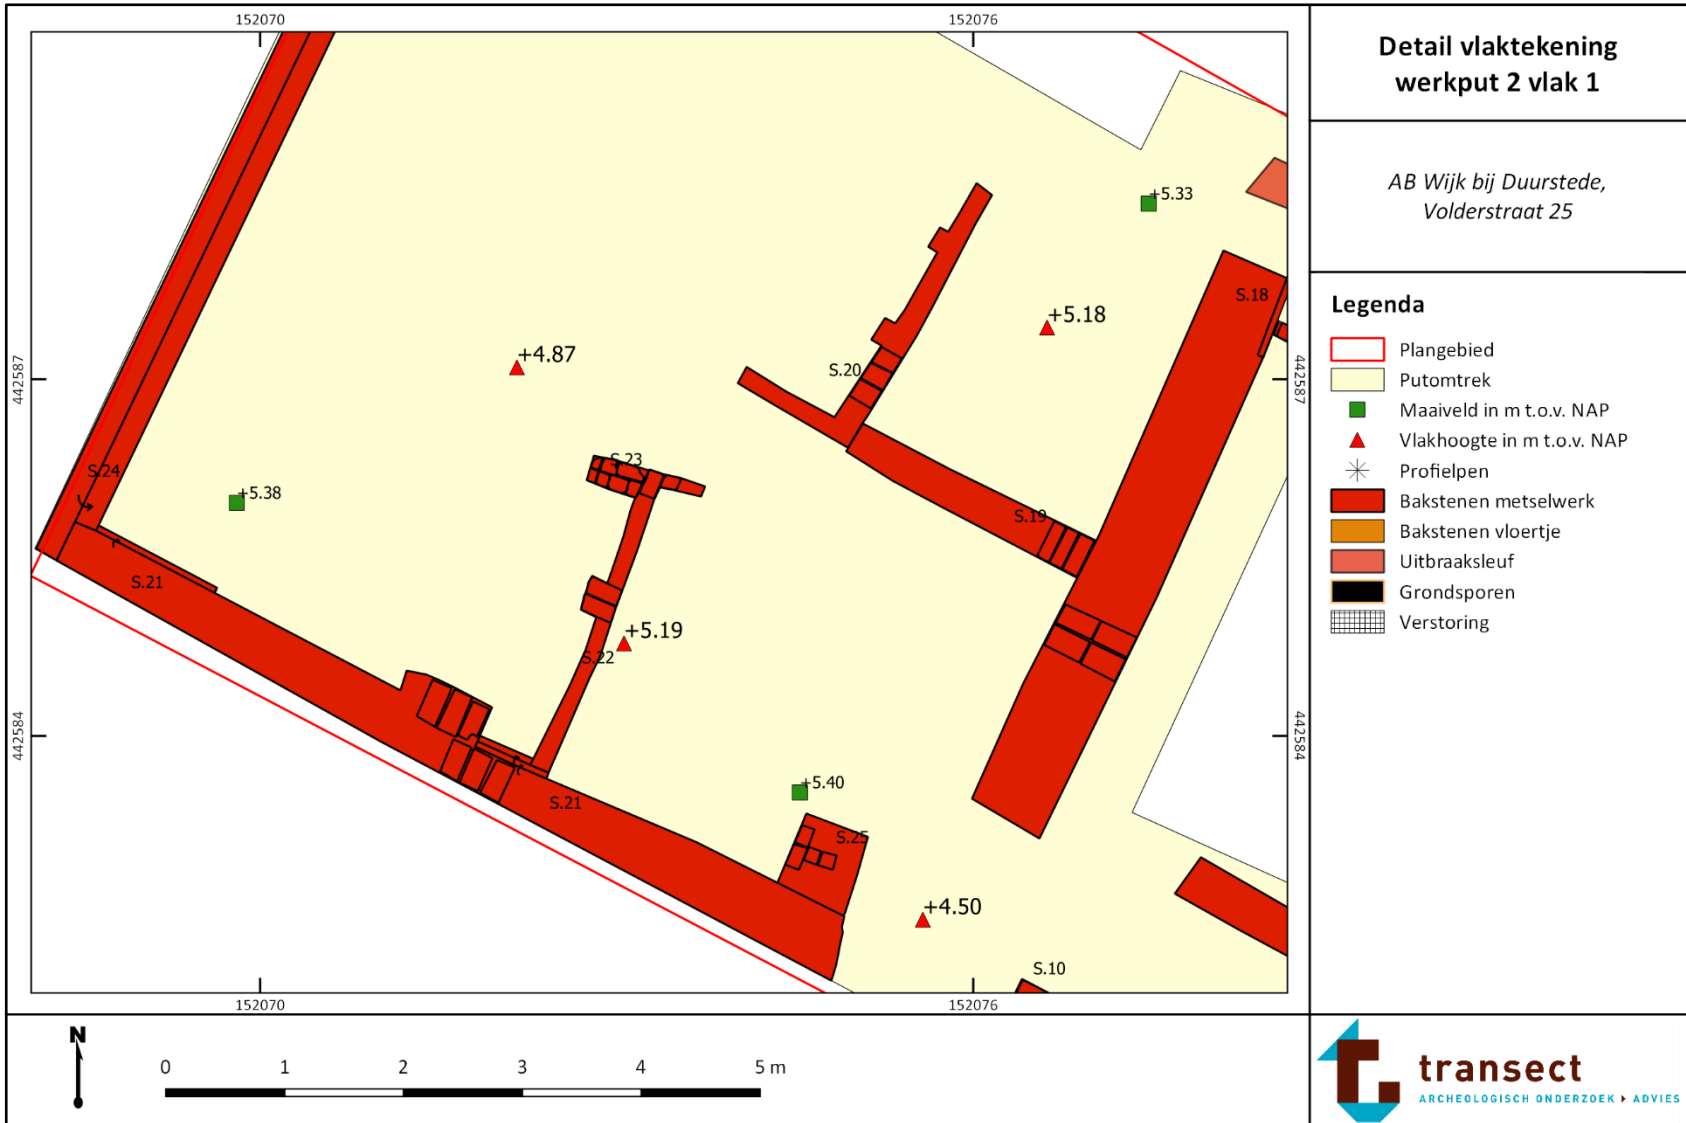 152070
152076
Detail vlaktekening
werkput 2 vlak 1
AB Wijk bij Duurstede,
Volderstraat 25
+5.33
S.18
+5.18
Legenda
Plangebied
Putomtrek
Maaiveld in m t.o.v. NAP
Vlakhoogte in m t.o.v. NAP
Profielpen
Bakstenen metselwerk
Bakstenen vloertje
Uitbraaksleuf
Grondsporen
Verstoring
442587
+4.87
S.20
442587
S.24
S.23
+5.38
S.19
S.21
+5.19
S.22
442584
442584
+5.40
S.21
S.25
+4.50
S.10
152070
152076
N
0 1 2 3 4 5 m
transect
ARCHEOLOGISCH ONDERZOEK ▸ ADVIES